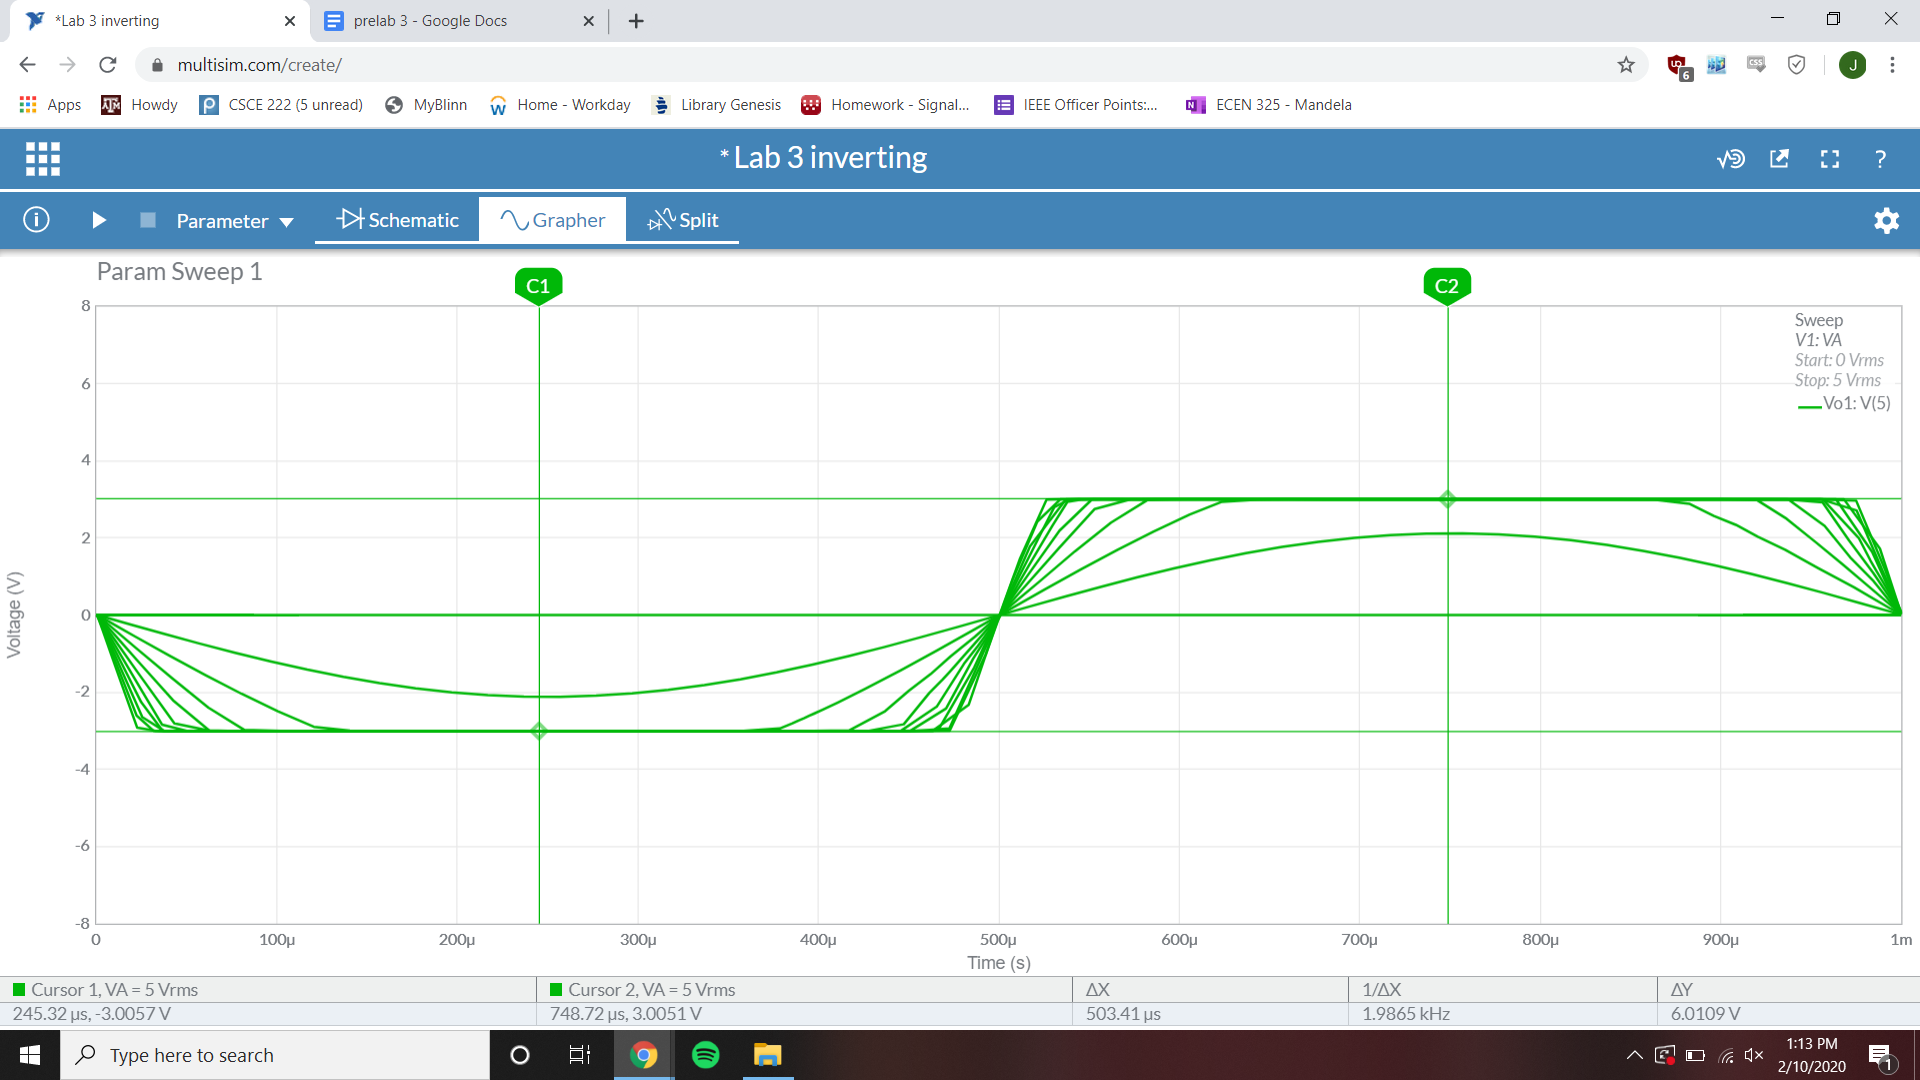 *Lab 3 inverting
prelab 3 - Google Docs
multisim.com/create/
6
CSS
J
Apps
Howdy
CSCE 222 (5 unread)
MyBlinn
Home - Workday
Library Genesis
Homework - Signal...
IEEE Officer Points:...
ECEN 325 - Mandela
*Lab 3 inverting
?
Parameter
Schematic
Grapher
Split
Param Sweep 1
C1
C2
8
6
4
2
0
-2
-4
-6
-8
Voltage (V)
Sweep
V1: VA
Start: 0 Vrms
Stop: 5 Vrms
Vo1: V(5)
0
100µ
200µ
300µ
400µ
500µ
600µ
700µ
800µ
900µ
1m
Time (s)
Cursor 1, VA = 5 Vrms
Cursor 2, VA = 5 Vrms
ΔX
1/ΔX
ΔY
245.32 µs, -3.0057 V
748.72 µs, 3.0051 V
503.41 µs
1.9865 kHz
6.0109 V
Type here to search
1:13 PM
2/10/2020
1